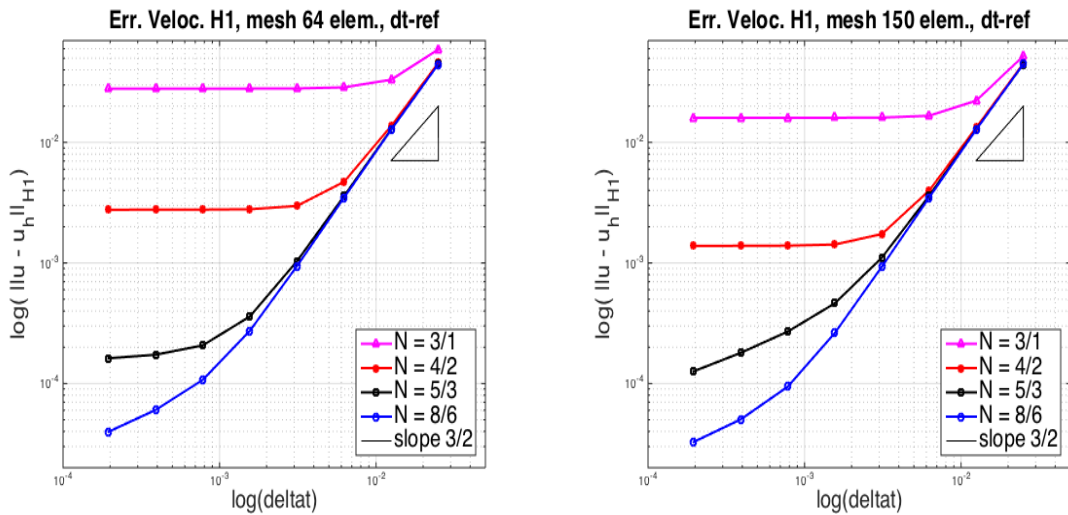 Err. Veloc. H1, mesh 64 elem., dt-ref
log( ||u - u_h||_H1)
10^-2
10^-3
10^-4
10^-4
10^-3
10^-2
log(deltat)
N = 3/1
N = 4/2
N = 5/3
N = 8/6
slope 3/2
Err. Veloc. H1, mesh 150 elem., dt-ref
log( ||u - u_h||_H1)
10^-2
10^-3
10^-4
10^-4
10^-3
10^-2
log(deltat)
N = 3/1
N = 4/2
N = 5/3
N = 8/6
slope 3/2